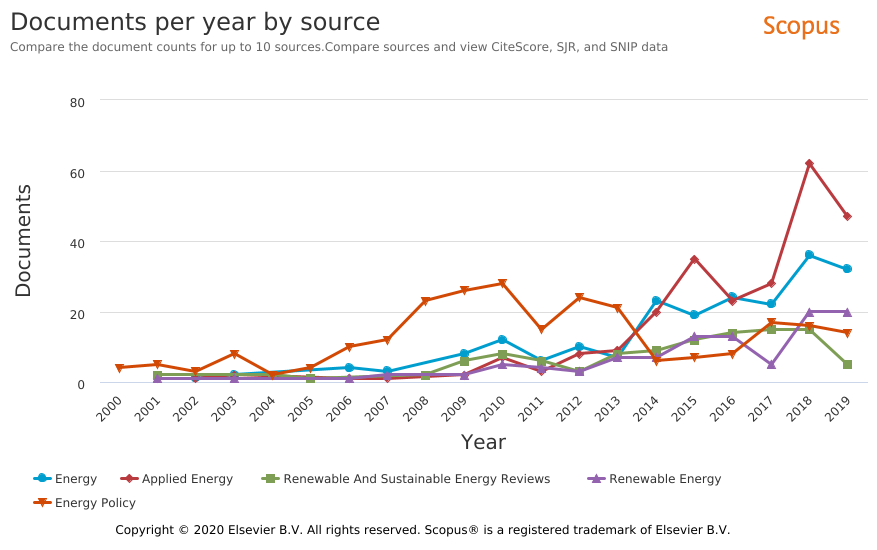 Documents per year by source
Scopus
Compare the document counts for up to 10 sources.Compare sources and view CiteScore, SJR, and SNIP data
80
60
40
20
0
Documents
2000 2001 2002 2003 2004 2005 2006 2007 2008 2009 2010 2011 2012 2013 2014 2015 2016 2017 2018 2019
Year
Energy Applied Energy Renewable And Sustainable Energy Reviews Renewable Energy
Energy Policy
Copyright © 2020 Elsevier B.V. All rights reserved. Scopus® is a registered trademark of Elsevier B.V.